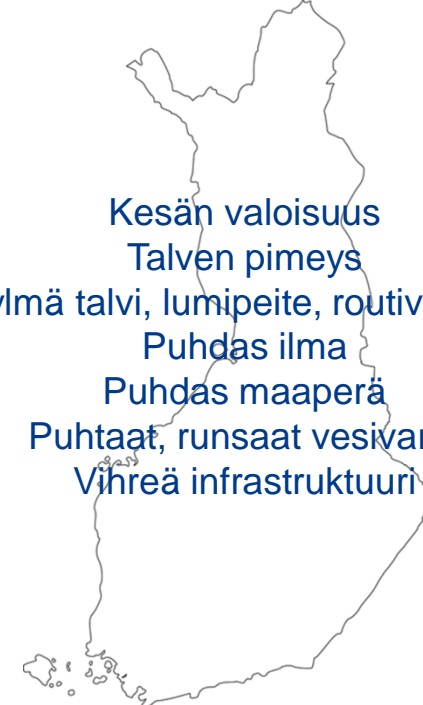 Kesän valoisuus
Talven pimeys
talvi, lumipeite,
Puhdas ilma
Puhdas maaperä
Puhtaat, runsaat
Vihreä infrastruktuuri